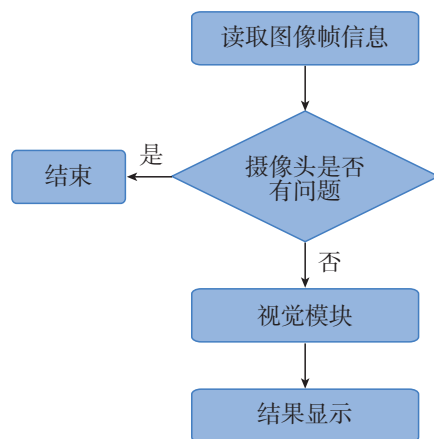 读取图像帧信息
摄像头是否
有问题
是
结束
否
视觉模块
结果显示